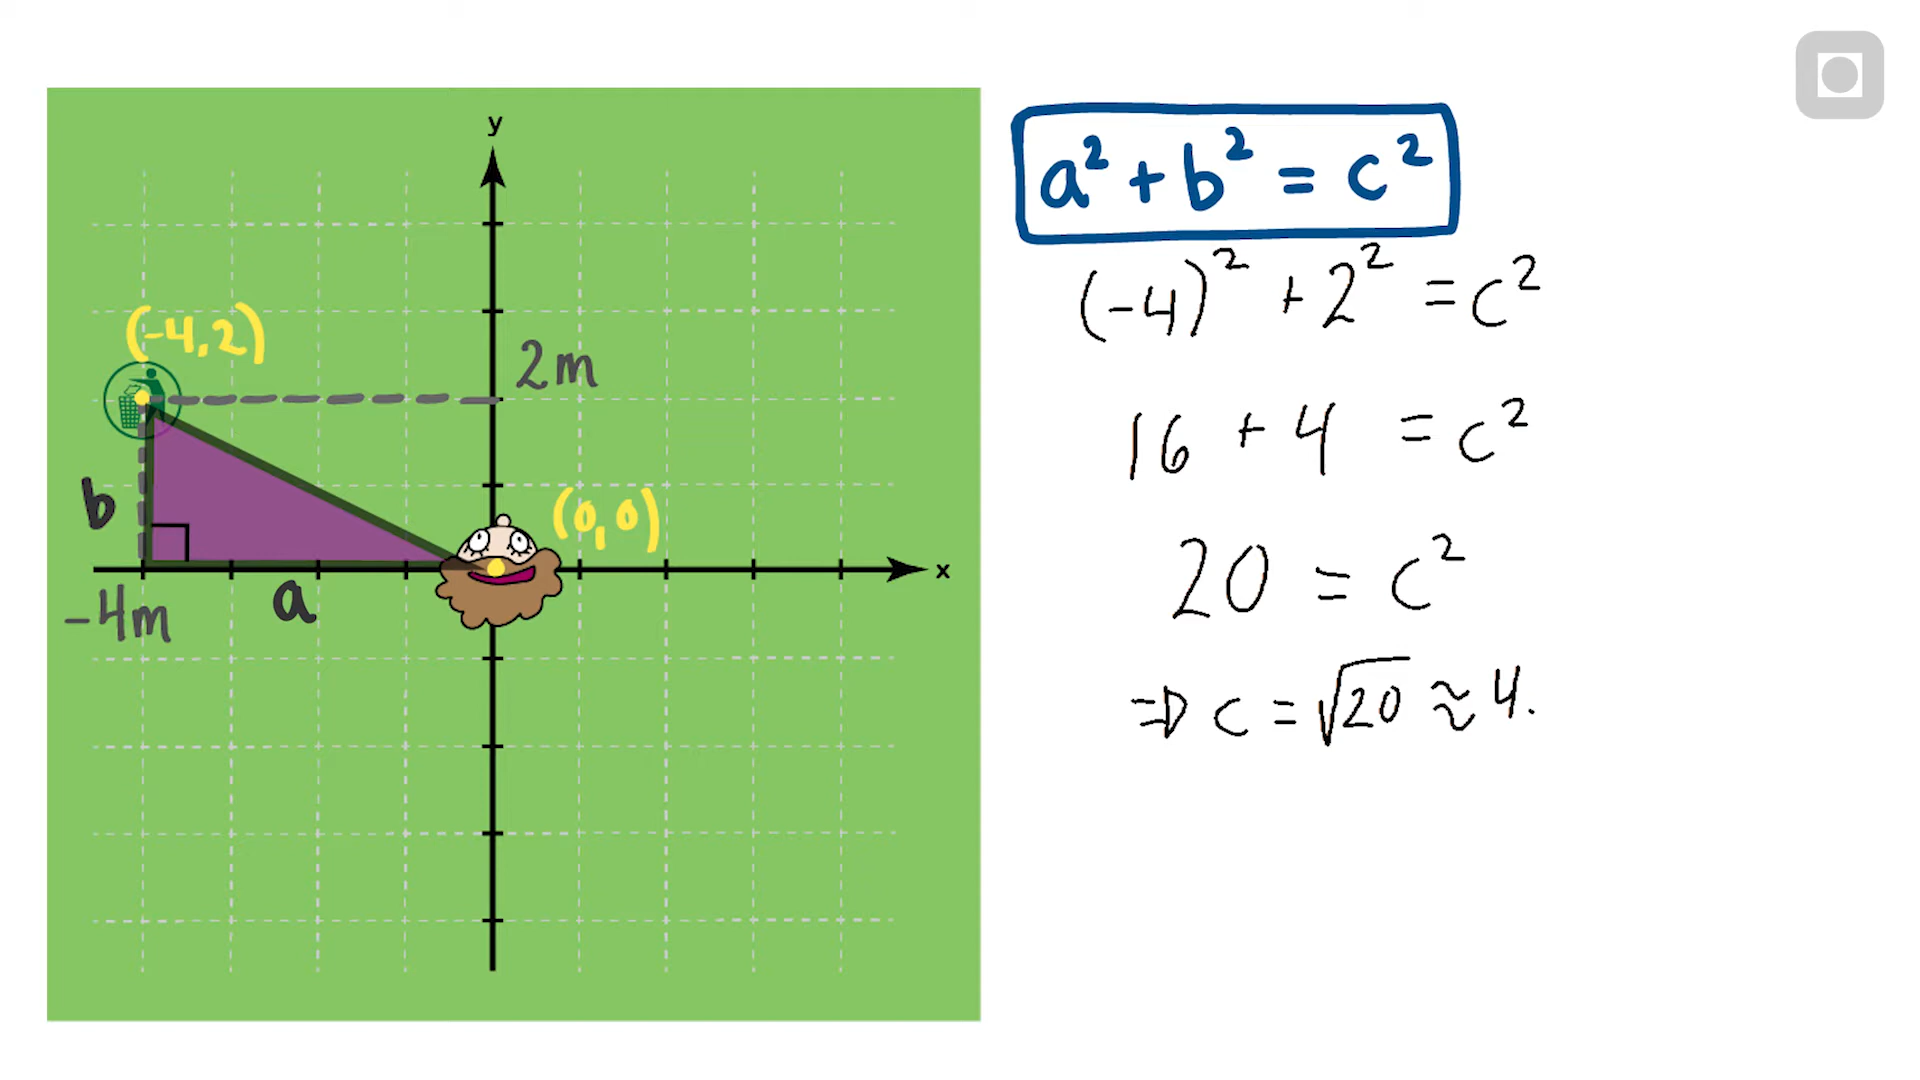 y
(-4,2)
2m
b
(0,0)
x
-4m
a
a² + b² = c²
(-4)² + 2² = c²
16 + 4 = c²
20 = c²
⇒ c = √20 ≈ 4.